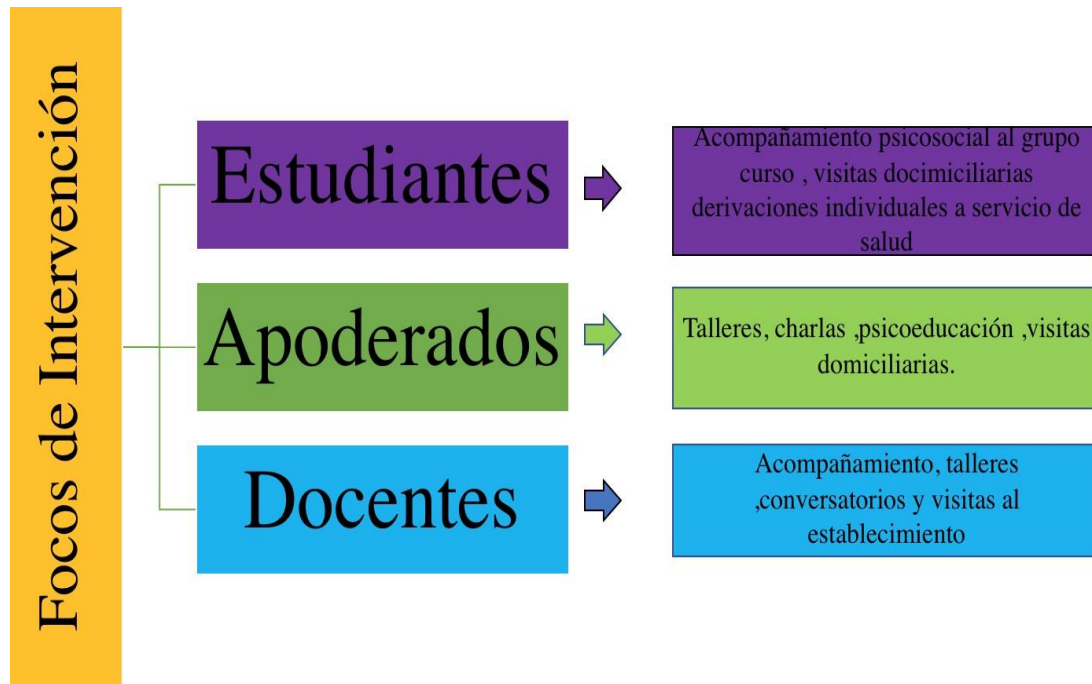 Focos de Intervención
Estudiantes
Acompañamiento psicosocial al grupo
curso , visitas docimiciliarias
derivaciones individuales a servicio de
salud
Apoderados
Talleres, charlas ,psicoeducación ,visitas
domiciliarias.
Docentes
Acompañamiento, talleres
,conversatorios y visitas al
establecimiento